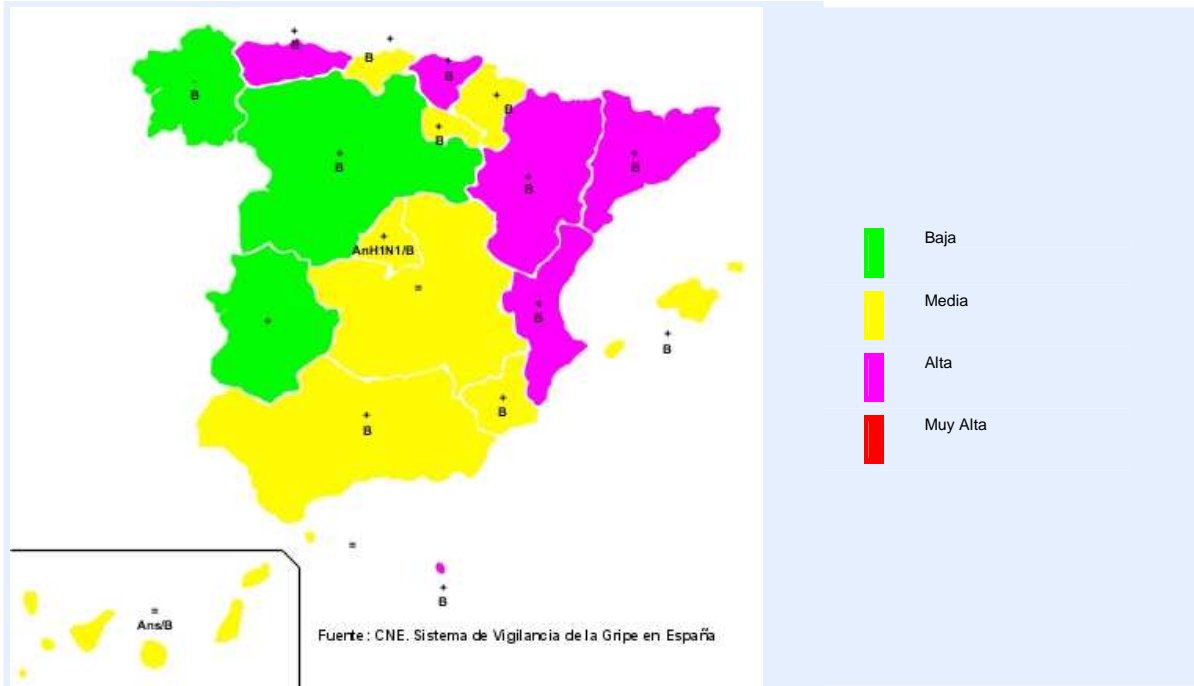 +
B
+
B
+
B
-
B
+
B
+
B
+
B
+
B
+
B
+
AnH1N1/B
=
+
+
B
+
B
+
B
+
B
=
+
B
=
Ans/B
Fuente: CNE. Sistema de Vigilancia de la Gripe en España
Baja
Media
Alta
Muy Alta